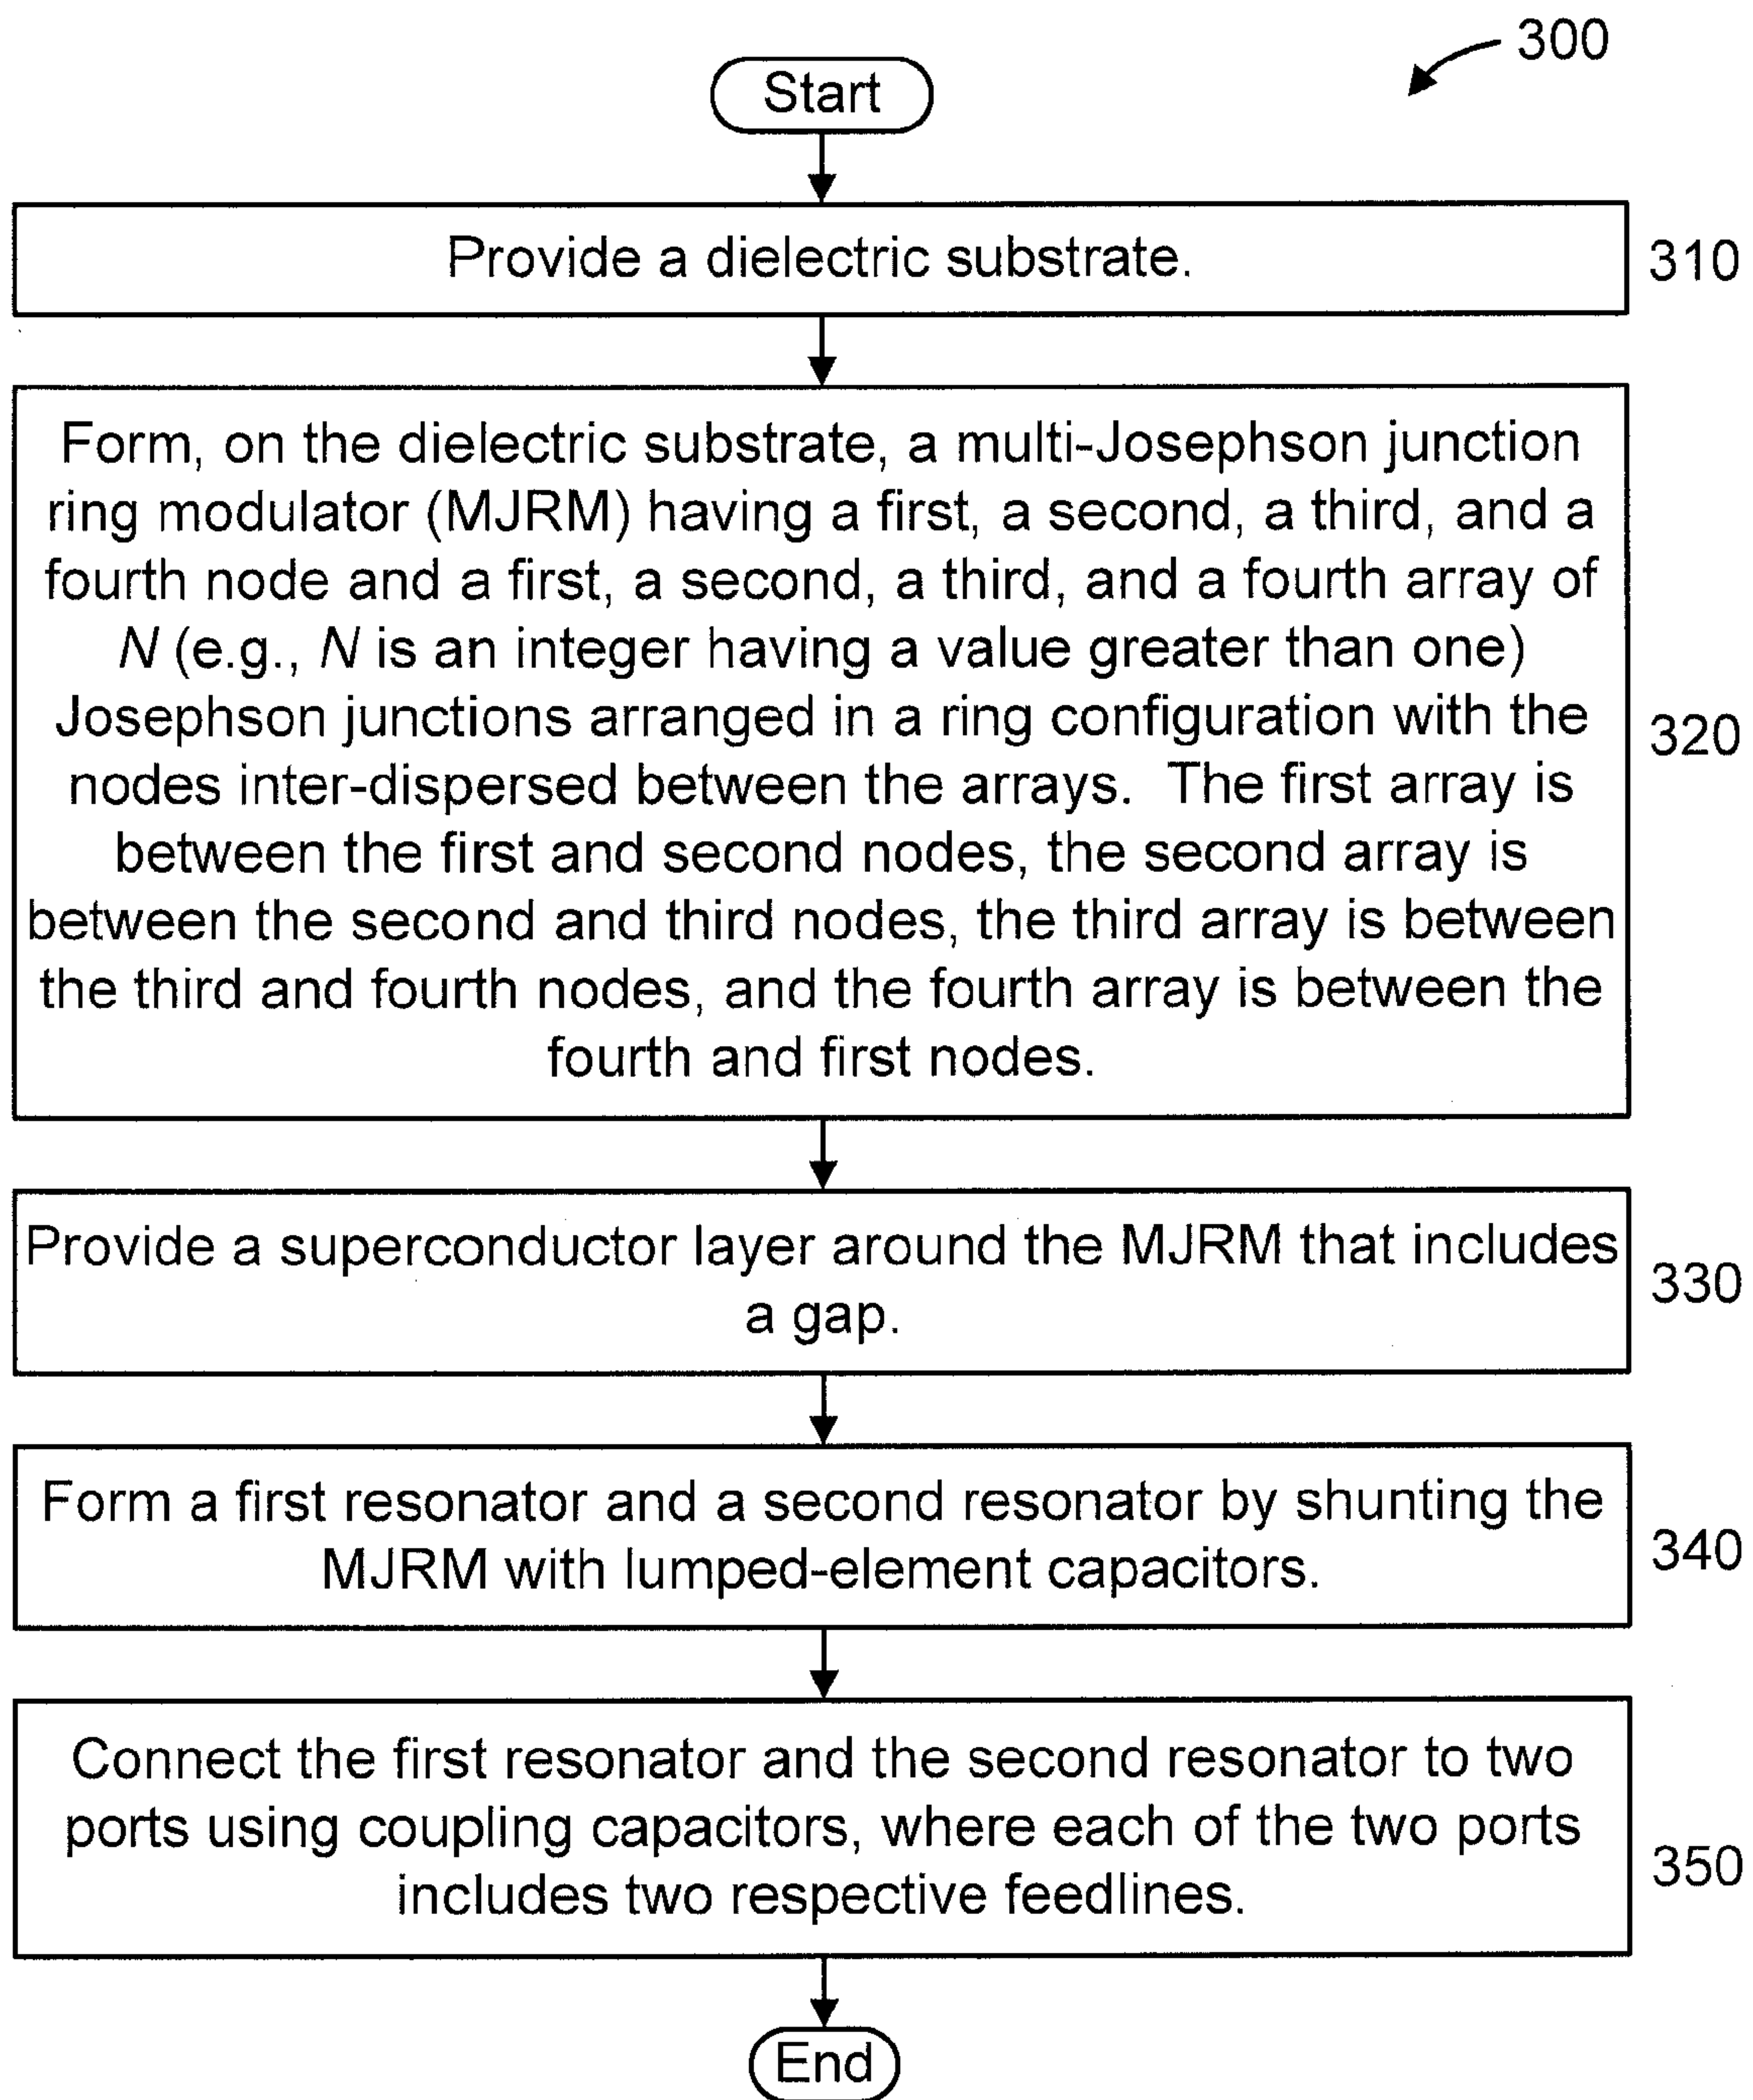 300
Start
Provide a dielectric substrate.
310
Form, on the dielectric substrate, a multi-Josephson junction
ring modulator (MJRM) having a first, a second, a third, and a
fourth node and a first, a second, a third, and a fourth array of
N (e.g., N is an integer having a value greater than one)
Josephson junctions arranged in a ring configuration with the
nodes inter-dispersed between the arrays. The first array is
between the first and second nodes, the second array is
between the second and third nodes, the third array is between
the third and fourth nodes, and the fourth array is between the
fourth and first nodes.
320
Provide a superconductor layer around the MJRM that includes
a gap.
330
Form a first resonator and a second resonator by shunting the
MJRM with lumped-element capacitors.
340
Connect the first resonator and the second resonator to two
ports using coupling capacitors, where each of the two ports
includes two respective feedlines.
350
End